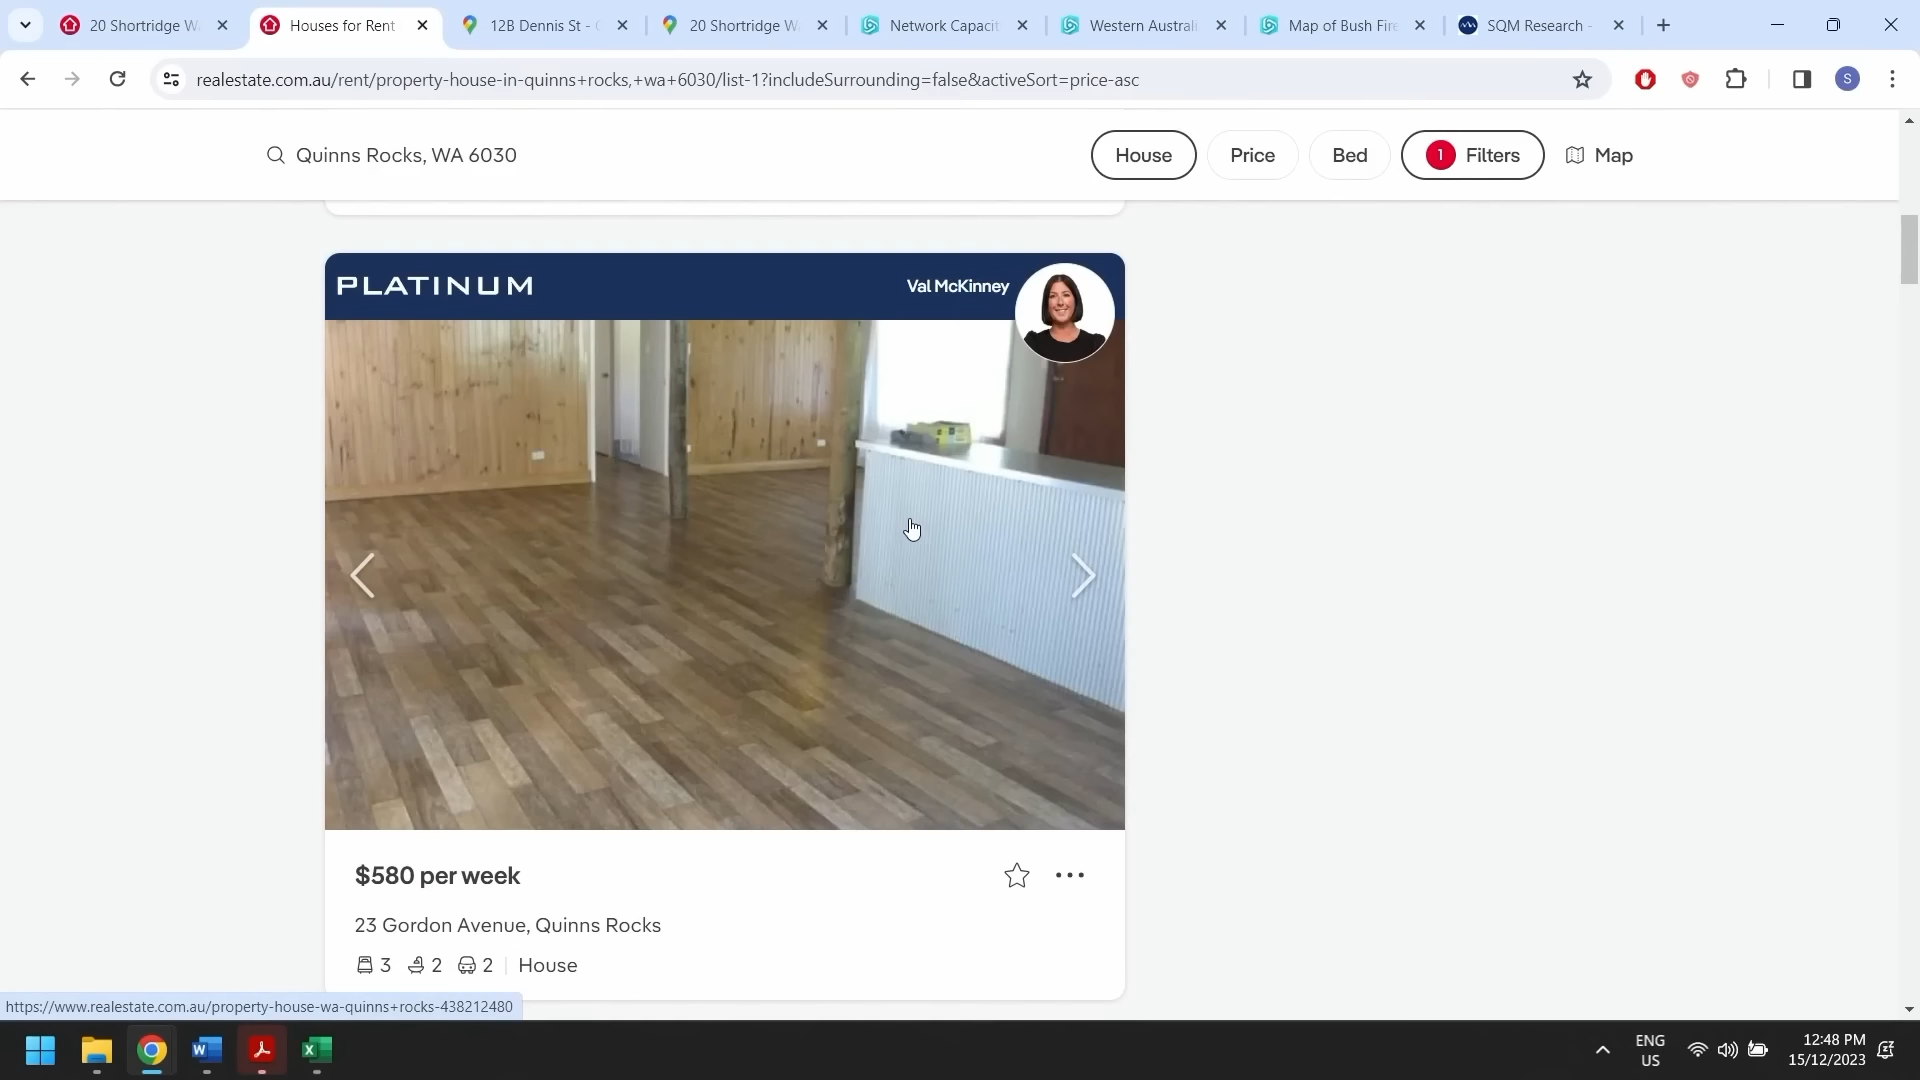 20 Shortridge W
Houses for Rent
12B Dennis St -
20 Shortridge W
Network Capacit
Western Australi
Map of Bush Fire
SQM Research -
realestate.com.au/rent/property-house-in-quinns+rocks,+wa+6030/list-1?includeSurrounding=false&activeSort=price-asc
S
Quinns Rocks, WA 6030
House
Price
Bed
1 Filters
Map
PLATINUM
Val McKinney
$580 per week
23 Gordon Avenue, Quinns Rocks
3 2 2 House
https://www.realestate.com.au/property-house-wa-quinns+rocks-438212480
ENG
US
12:48 PM
15/12/2023